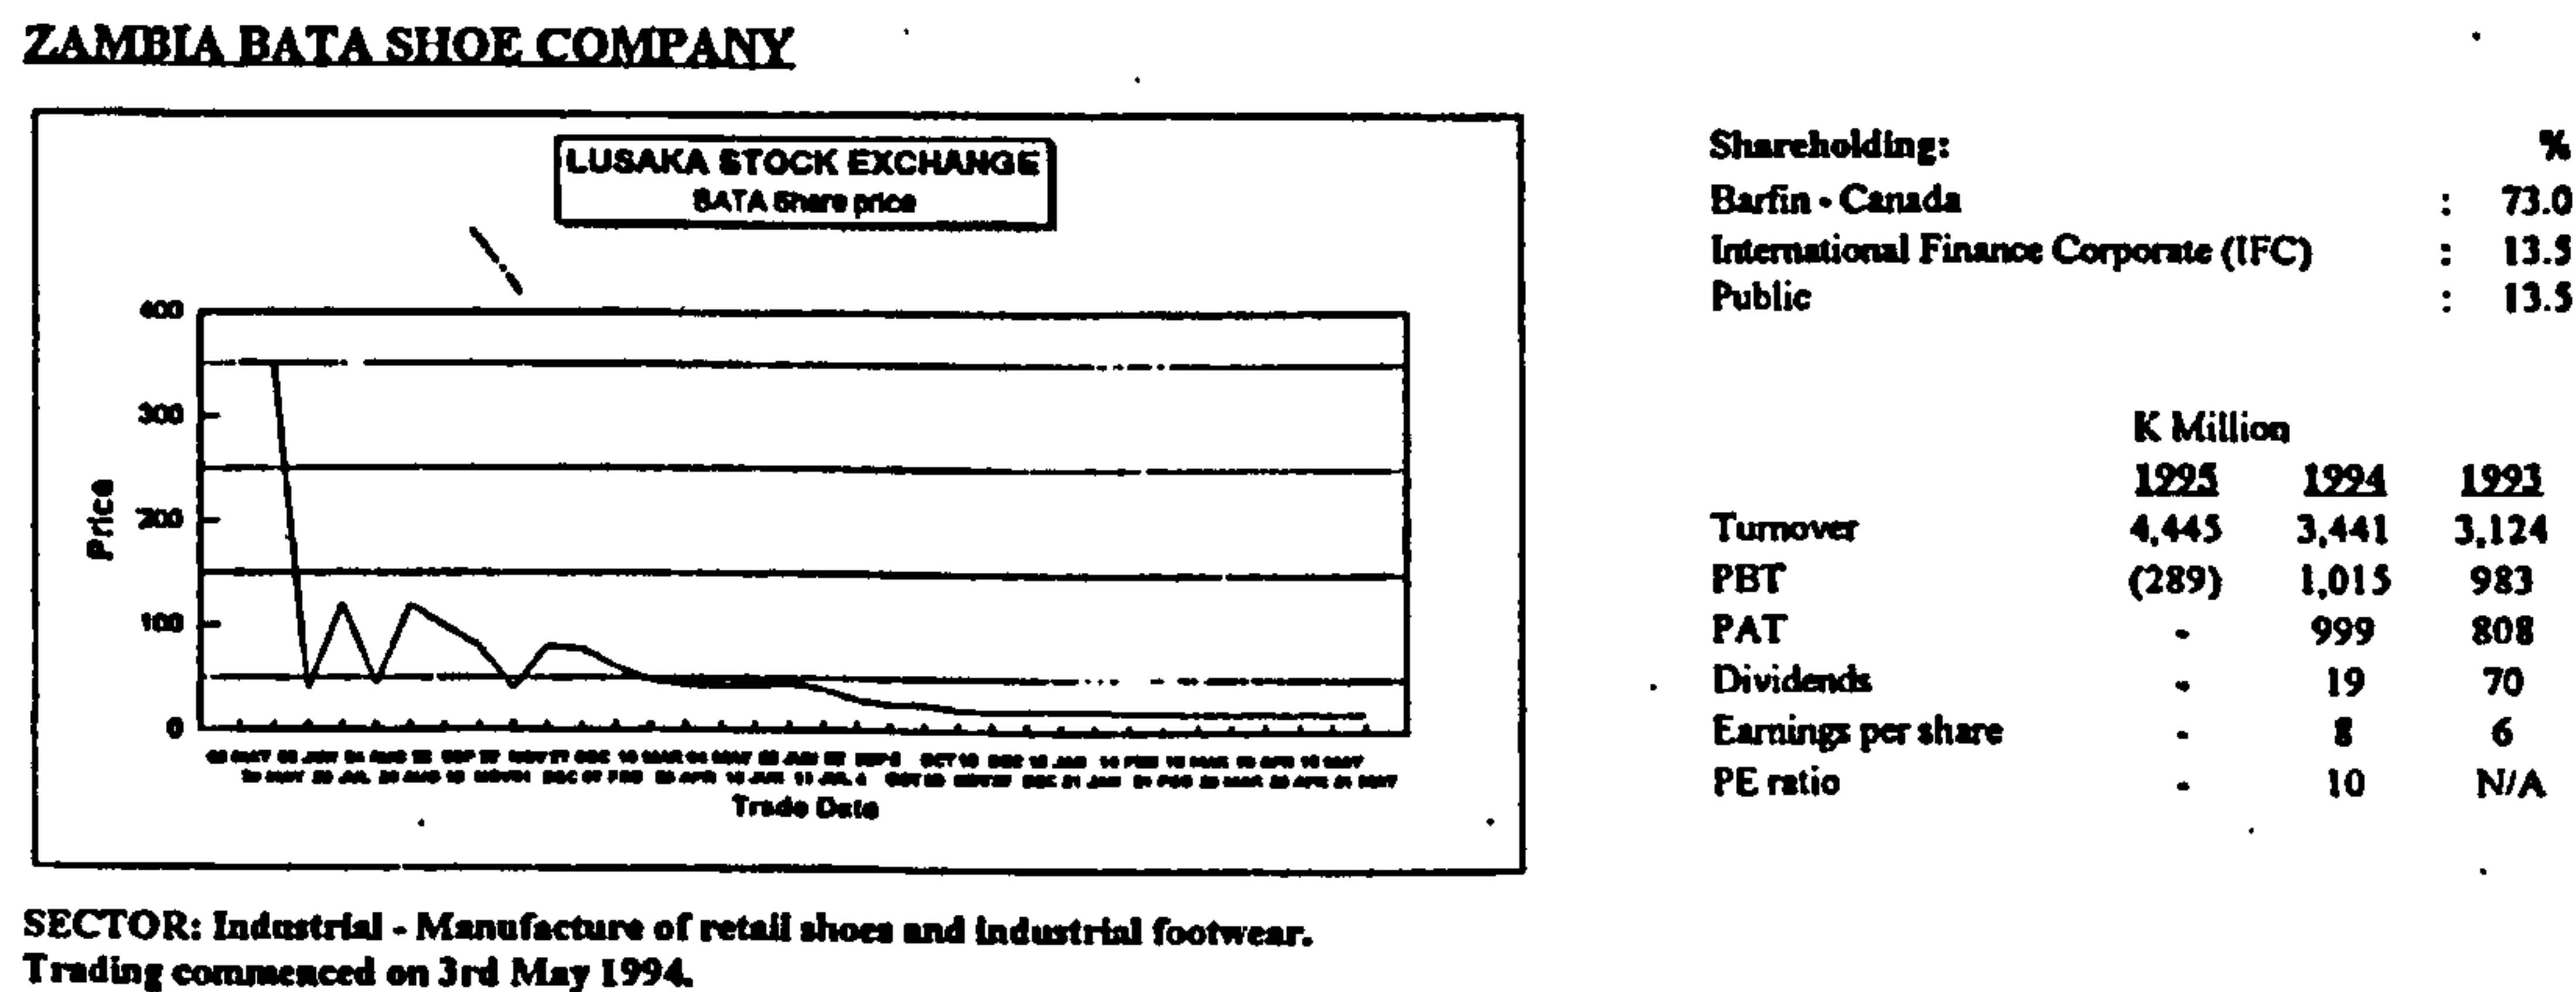 ZAMBIA BATA SHOE COMPANY
LUSAKA STOCK EXCHANGE
BATA Share price
400
300
200
100
0
Price
Trade Date
Shareholding: %
Barfin - Canada : 73.0
International Finance Corporate (IFC) : 13.5
Public : 13.5
K Million
1995 1994 1993
Turnover 4,445 3,441 3,124
PBT (289) 1,015 983
PAT - 999 808
Dividends - 19 70
Earnings per share - 8 6
PE ratio - 10 N/A
SECTOR: Industrial - Manufacture of retail shoes and industrial footwear.
Trading commenced on 3rd May 1994.